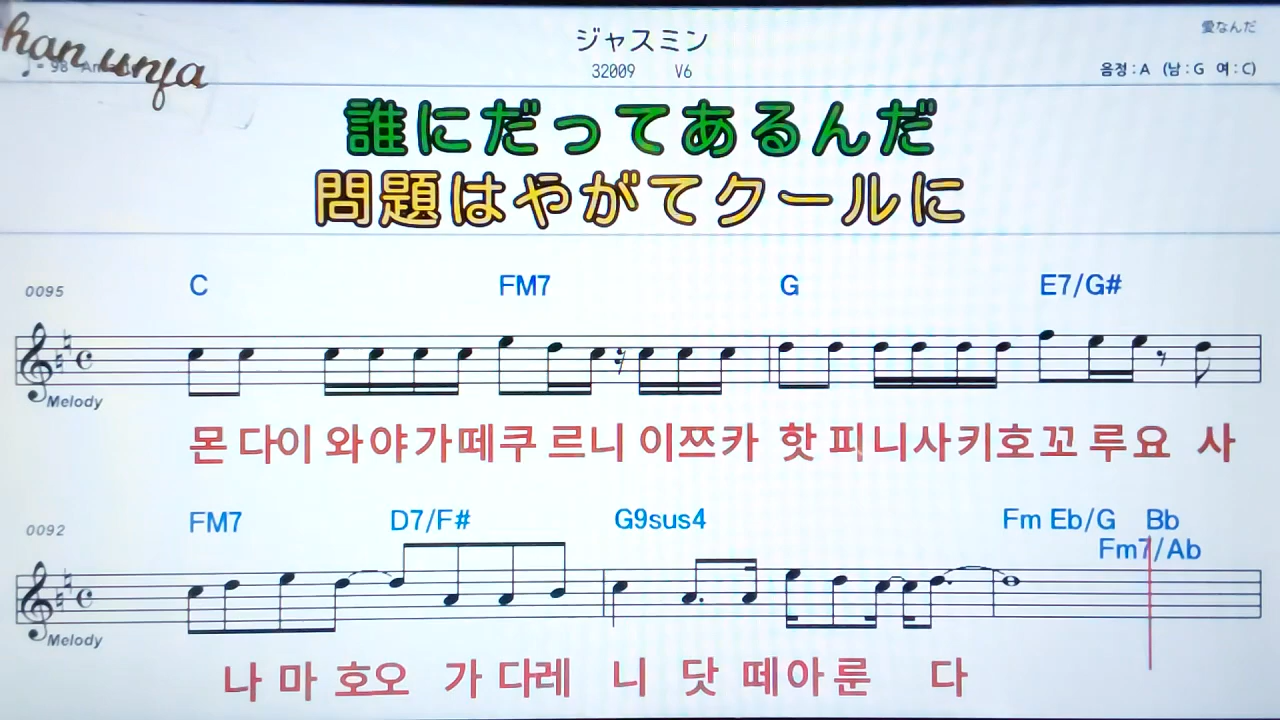 han unfa
ジャスミン
愛なんだ
♩= 98
32009 V6
음정 : A (남 : G 여 : C)
誰にだってあるんだ
問題はやがてクールに
0095
C FM7 G E7/G#
Melody
몬 다이 와야가떼쿠 르니 이쯔카 핫 피니사키호꼬 루요 사
0092
FM7 D7/F# G9sus4 Fm Eb/G Bb
Fm7/Ab
Melody
나 마 호오 가 다레 니 닷 떼아룬 다